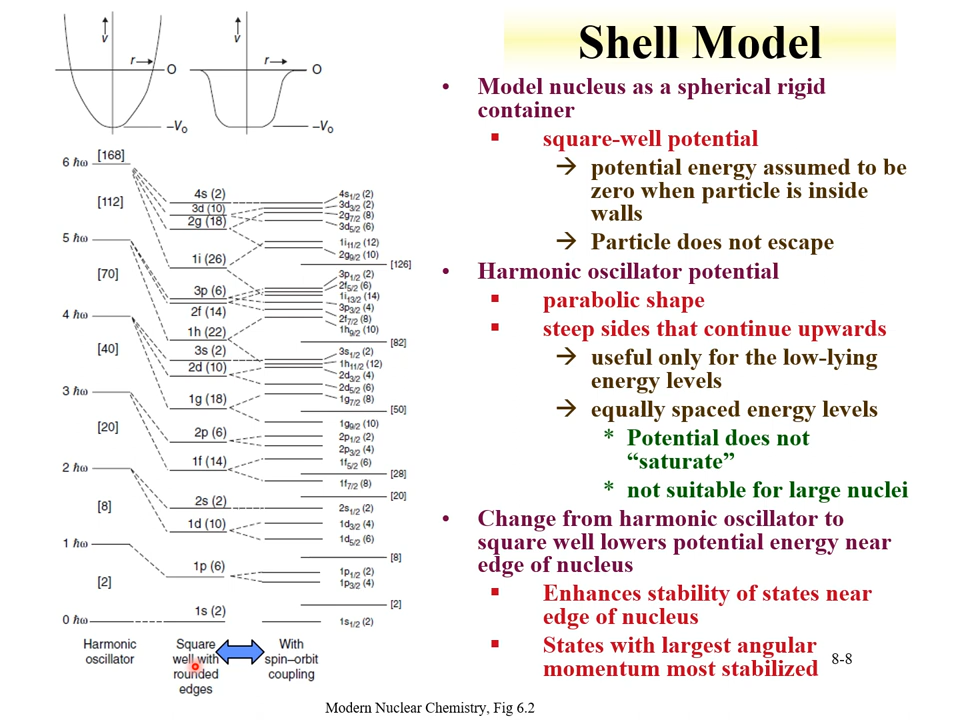 Shell Model
• Model nucleus as a spherical rigid
container
▪ square-well potential
→ potential energy assumed to be
zero when particle is inside
walls
→ Particle does not escape
• Harmonic oscillator potential
▪ parabolic shape
▪ steep sides that continue upwards
→ useful only for the low-lying
energy levels
→ equally spaced energy levels
* Potential does not
“saturate”
* not suitable for large nuclei
• Change from harmonic oscillator to
square well lowers potential energy near
edge of nucleus
▪ Enhances stability of states near
edge of nucleus
▪ States with largest angular
momentum most stabilized
8-8
V
r
O
–V₀
V
r
O
–V₀
6 ℏω
[168]
[112]
5 ℏω
[70]
4 ℏω
[40]
3 ℏω
[20]
2 ℏω
[8]
1 ℏω
[2]
0 ℏω
4s (2)
3d (10)
2g (18)
1i (26)
3p (6)
2f (14)
1h (22)
3s (2)
2d (10)
1g (18)
2p (6)
1f (14)
2s (2)
1d (10)
1p (6)
1s (2)
4s1/2 (2)
3d3/2 (2)
2g7/2 (8)
3d5/2 (6)
1i11/2 (12)
2g9/2 (10)
[126]
3p1/2 (2)
2f5/2 (6)
1i13/2 (14)
3p3/2 (4)
2f7/2 (8)
1h9/2 (10)
[82]
3s1/2 (2)
1h11/2 (12)
2d3/2 (4)
2d5/2 (6)
1g7/2 (8)
[50]
1g9/2 (10)
2p1/2 (2)
2p3/2 (4)
1f5/2 (6)
[28]
1f7/2 (8)
[20]
2s1/2 (2)
1d3/2 (4)
1d5/2 (6)
[8]
1p1/2 (2)
1p3/2 (4)
[2]
1s1/2 (2)
Harmonic
oscillator
Square
well with
rounded
edges
With
spin–orbit
coupling
Modern Nuclear Chemistry, Fig 6.2